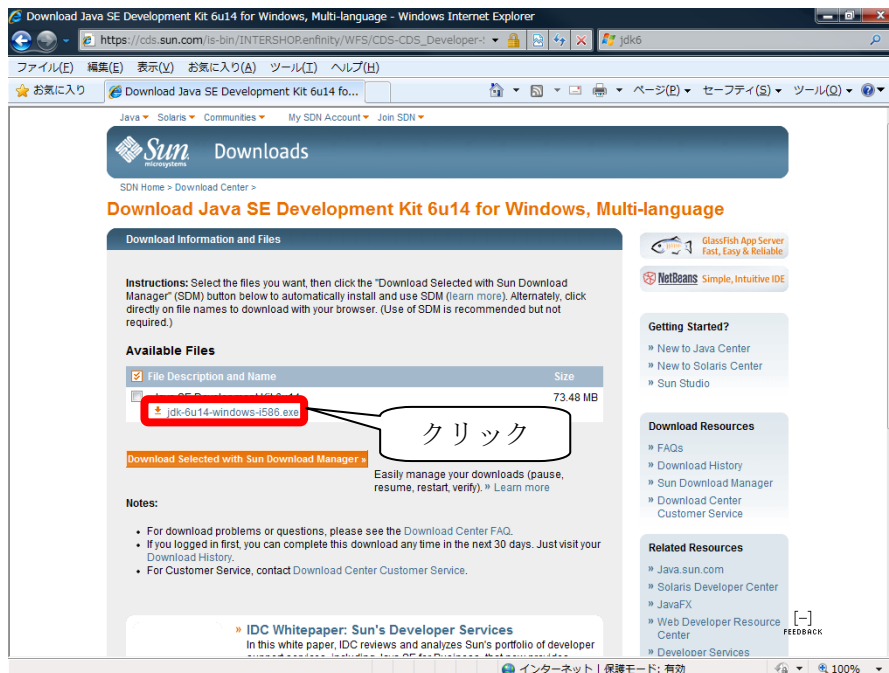 Download Java SE Development Kit 6u14 for Windows, Multi-language - Windows Internet Explorer
https://cds.sun.com/is-bin/INTERSHOP.enfinity/WFS/CDS-CDS_Developer-
jdk6
ファイル(F) 編集(E) 表示(V) お気に入り(A) ツール(T) ヘルプ(H)
お気に入り Download Java SE Development Kit 6u14 fo... ページ(P) セーフティ(S) ツール(O)
Java Solaris Communities My SDN Account Join SDN
Sun microsystems Downloads
SDN Home > Download Center >
Download Java SE Development Kit 6u14 for Windows, Multi-language
Download Information and Files
Instructions: Select the files you want, then click the "Download Selected with Sun Download
Manager" (SDM) button below to automatically install and use SDM (learn more). Alternately, click
directly on file names to download with your browser. (Use of SDM is recommended but not
required.)
Available Files
File Description and Name Size
73.48 MB
jdk-6u14-windows-i586.exe
クリック
Download Selected with Sun Download Manager »
Easily manage your downloads (pause,
resume, restart, verify). » Learn more
Notes:
• For download problems or questions, please see the Download Center FAQ.
• If you logged in first, you can complete this download any time in the next 30 days. Just visit your
Download History.
• For Customer Service, contact Download Center Customer Service.
» IDC Whitepaper: Sun's Developer Services
In this white paper, IDC reviews and analyzes Sun's portfolio of developer
GlassFish App Server
Fast, Easy & Reliable
NetBeans Simple, Intuitive IDE
Getting Started?
» New to Java Center
» New to Solaris Center
» Sun Studio
Download Resources
» FAQs
» Download History
» Sun Download Manager
» Download Center
Customer Service
Related Resources
» Java.sun.com
» Solaris Developer Center
» JavaFX
» Web Developer Resource
Center
» Developer Services
[−]
FEEDBACK
インターネット | 保護モード: 有効 100%